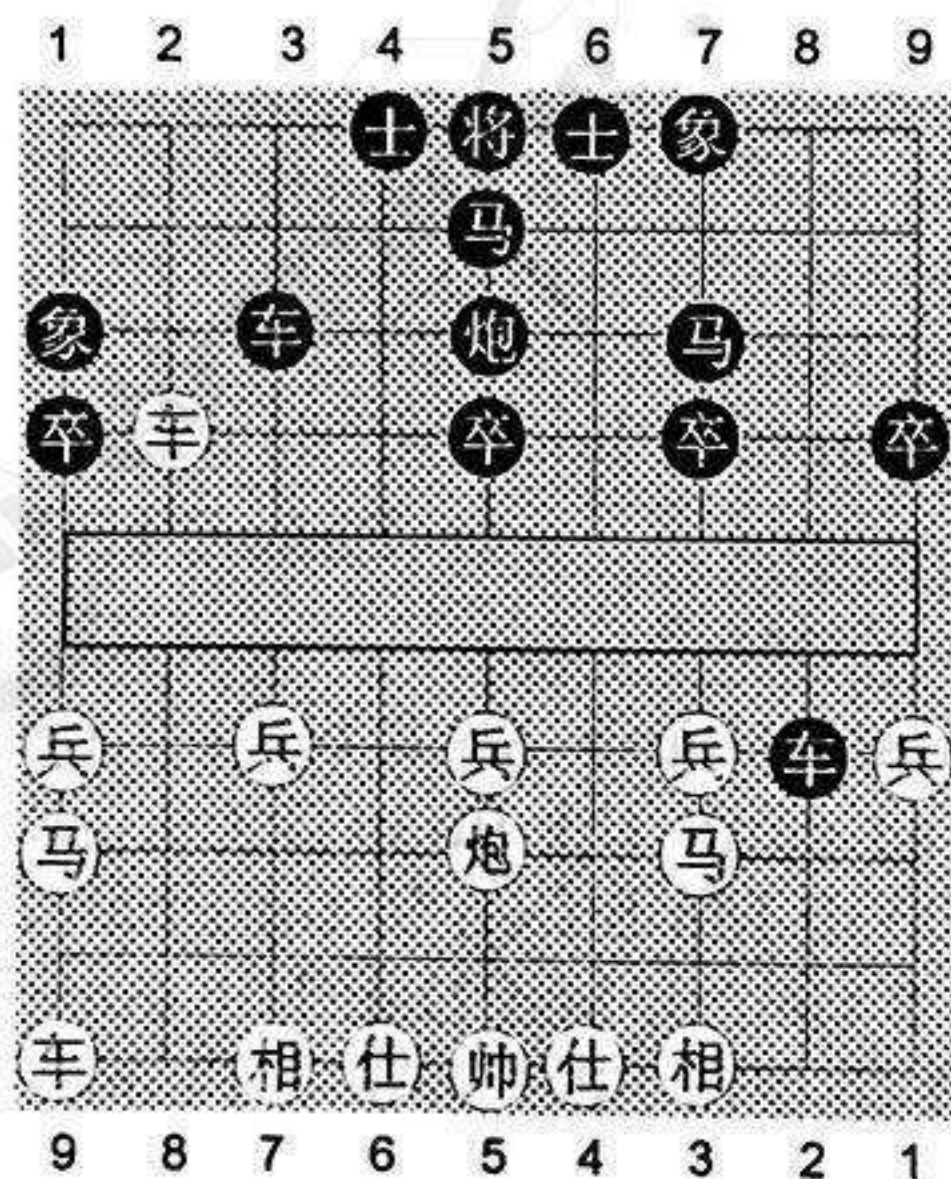 1 2 3 4 5 6 7 8 9
士 将 士 象
马
象 车 炮 马
卒 车 卒 卒 卒
兵 兵 兵 兵 车 兵
马 炮 马
车 相 仕 帅 仕 相
9 8 7 6 5 4 3 2 1